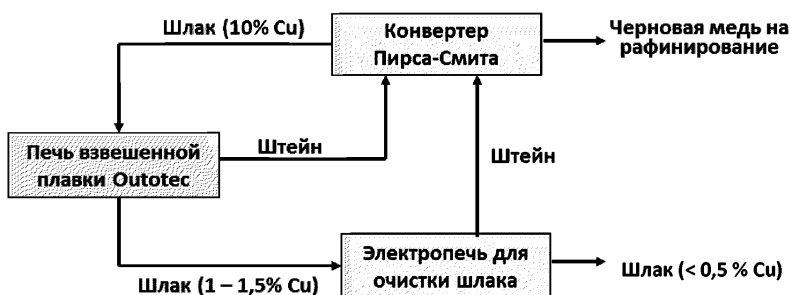 Шлак (10% Cu)
Конвертер
Пирса-Смита
Черновая медь на
рафинирование
Печь взвешенной
плавки Outotec
Штейн
Штейн
Электропечь для
очистки шлака
Шлак (1 – 1,5% Cu)
Шлак (< 0,5 % Cu)